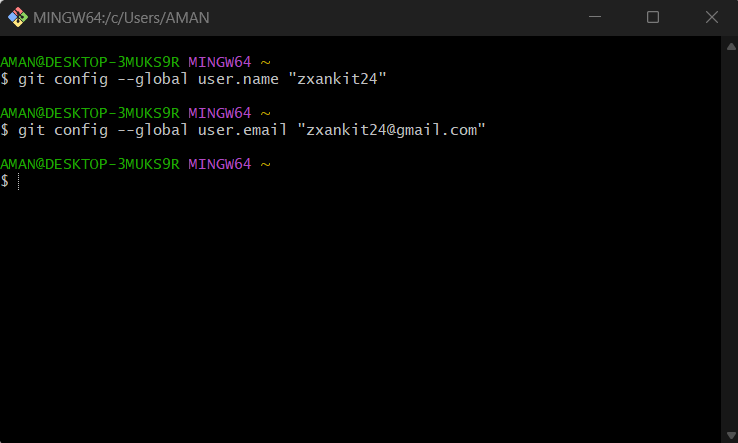 MINGW64:/c/Users/AMAN
AMAN@DESKTOP-3MUKS9R MINGW64 ~
$ git config --global user.name "zxankit24"
AMAN@DESKTOP-3MUKS9R MINGW64 ~
$ git config --global user.email "zxankit24@gmail.com"
AMAN@DESKTOP-3MUKS9R MINGW64 ~
$